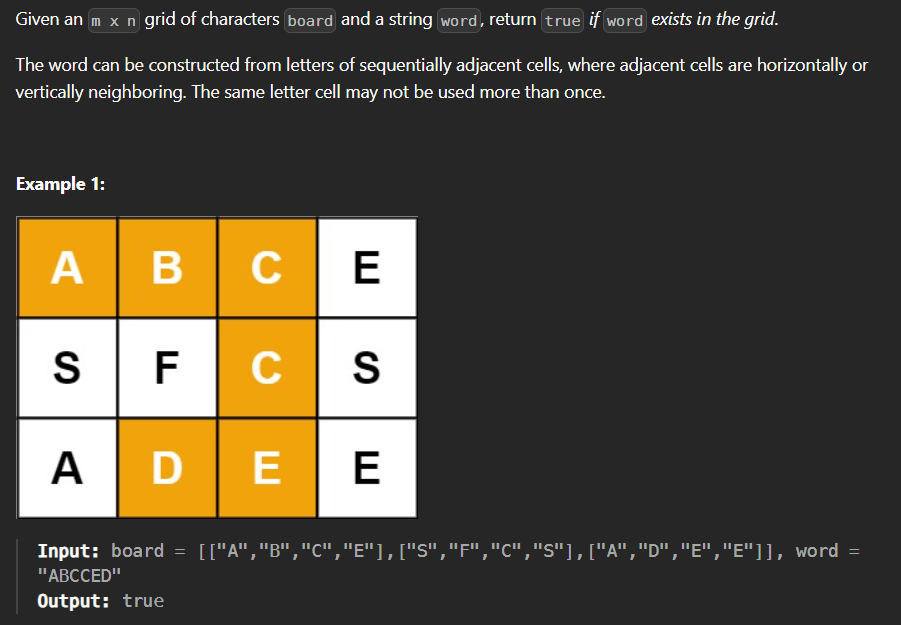 Given an m x n grid of characters board and a string word, return true if word exists in the grid.
The word can be constructed from letters of sequentially adjacent cells, where adjacent cells are horizontally or
vertically neighboring. The same letter cell may not be used more than once.
Example 1:
A B C E
S F C S
A D E E
Input: board = [["A","B","C","E"],["S","F","C","S"],["A","D","E","E"]], word =
"ABCCED"
Output: true